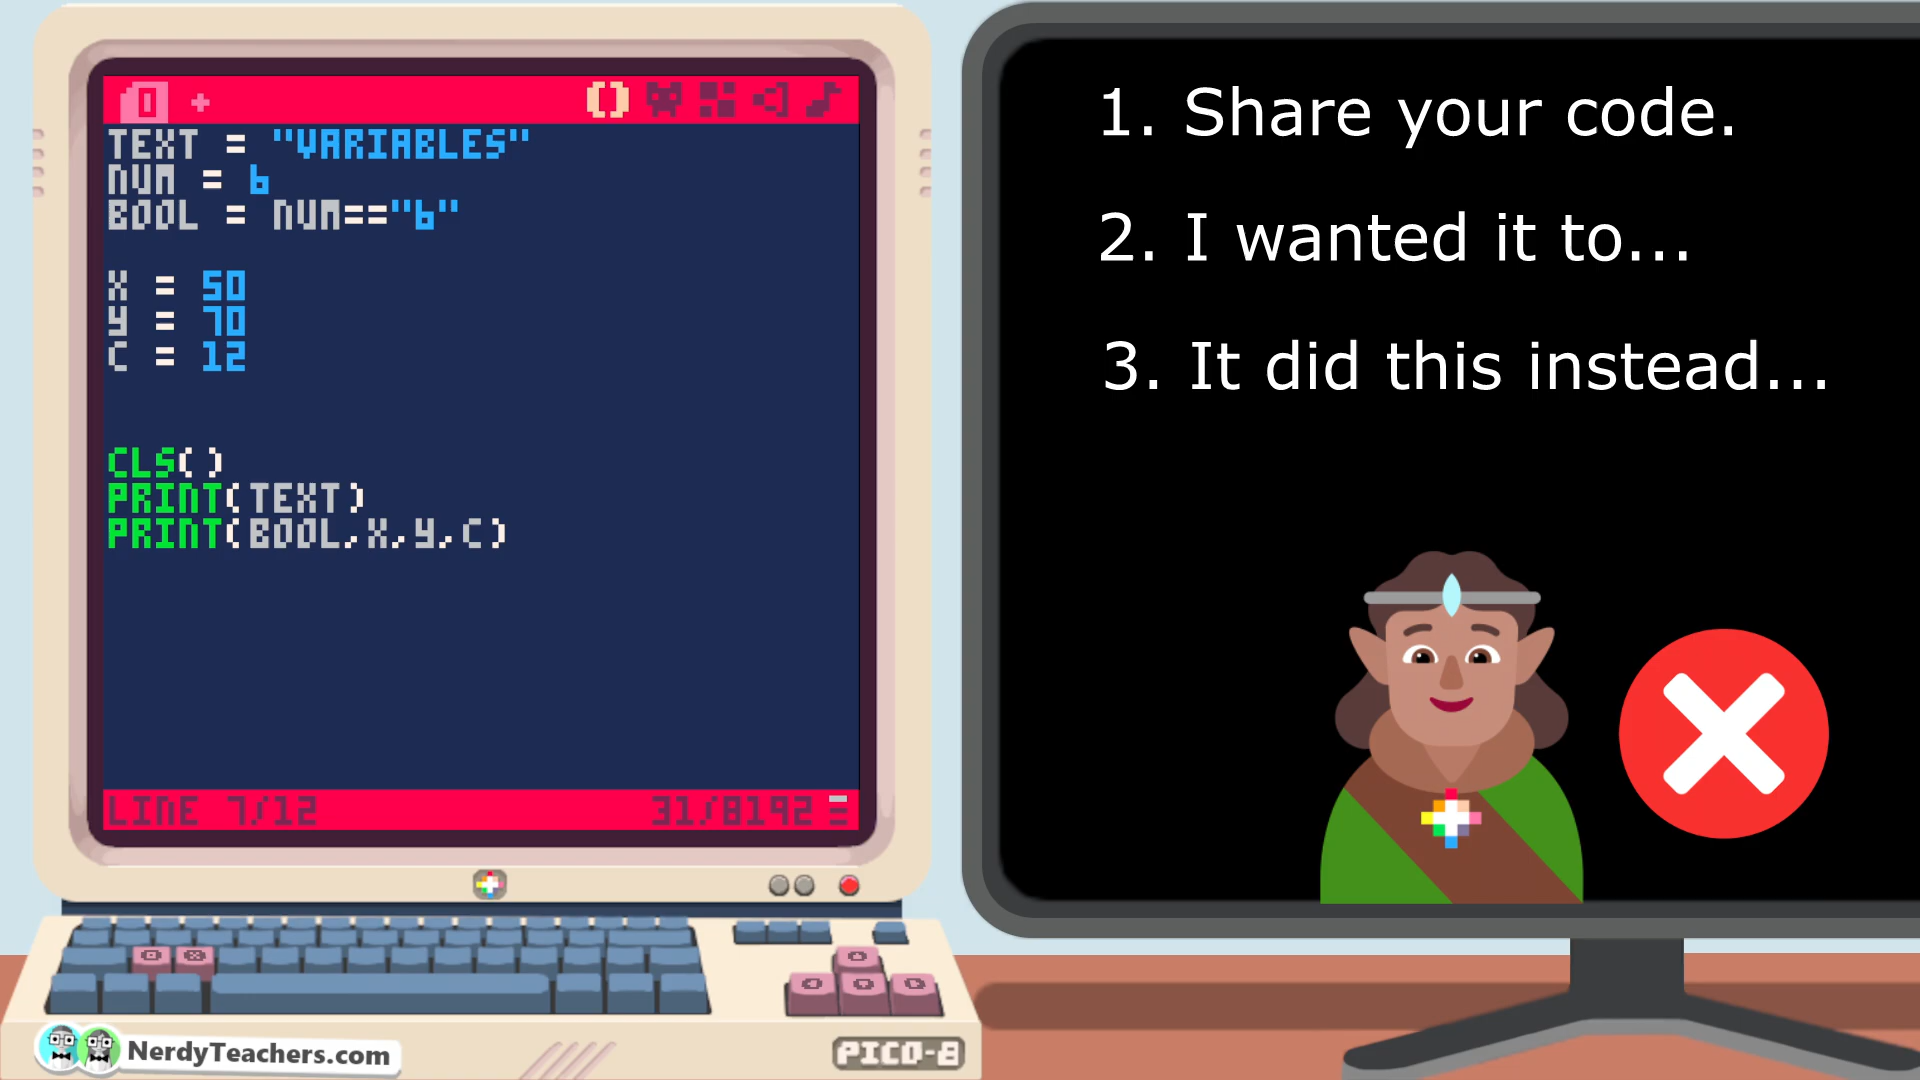 TEXT = "VARIABLES"
NUM = 6
BOOL = NUM=="6"
X = 50
Y = 70
C = 12
CLS()
PRINT(TEXT)
PRINT(BOOL,X,Y,C)
LINE 7/12 31/8192
NerdyTeachers.com
PICO-8
1. Share your code.
2. I wanted it to...
3. It did this instead...